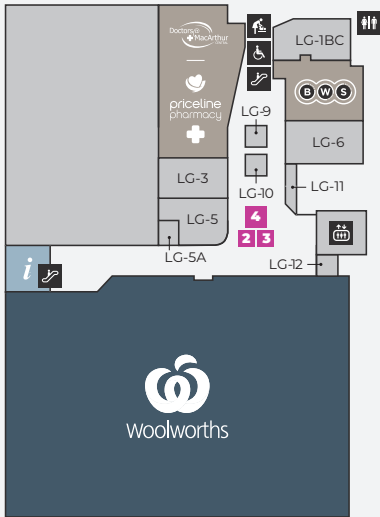 Doctors@
MacArthur
CENTRAL
priceline
pharmacy
LG-1BC
BWS
LG-9
LG-6
LG-3
LG-10
LG-11
LG-5
4
2 3
LG-5A
i
LG-12
Woolworths